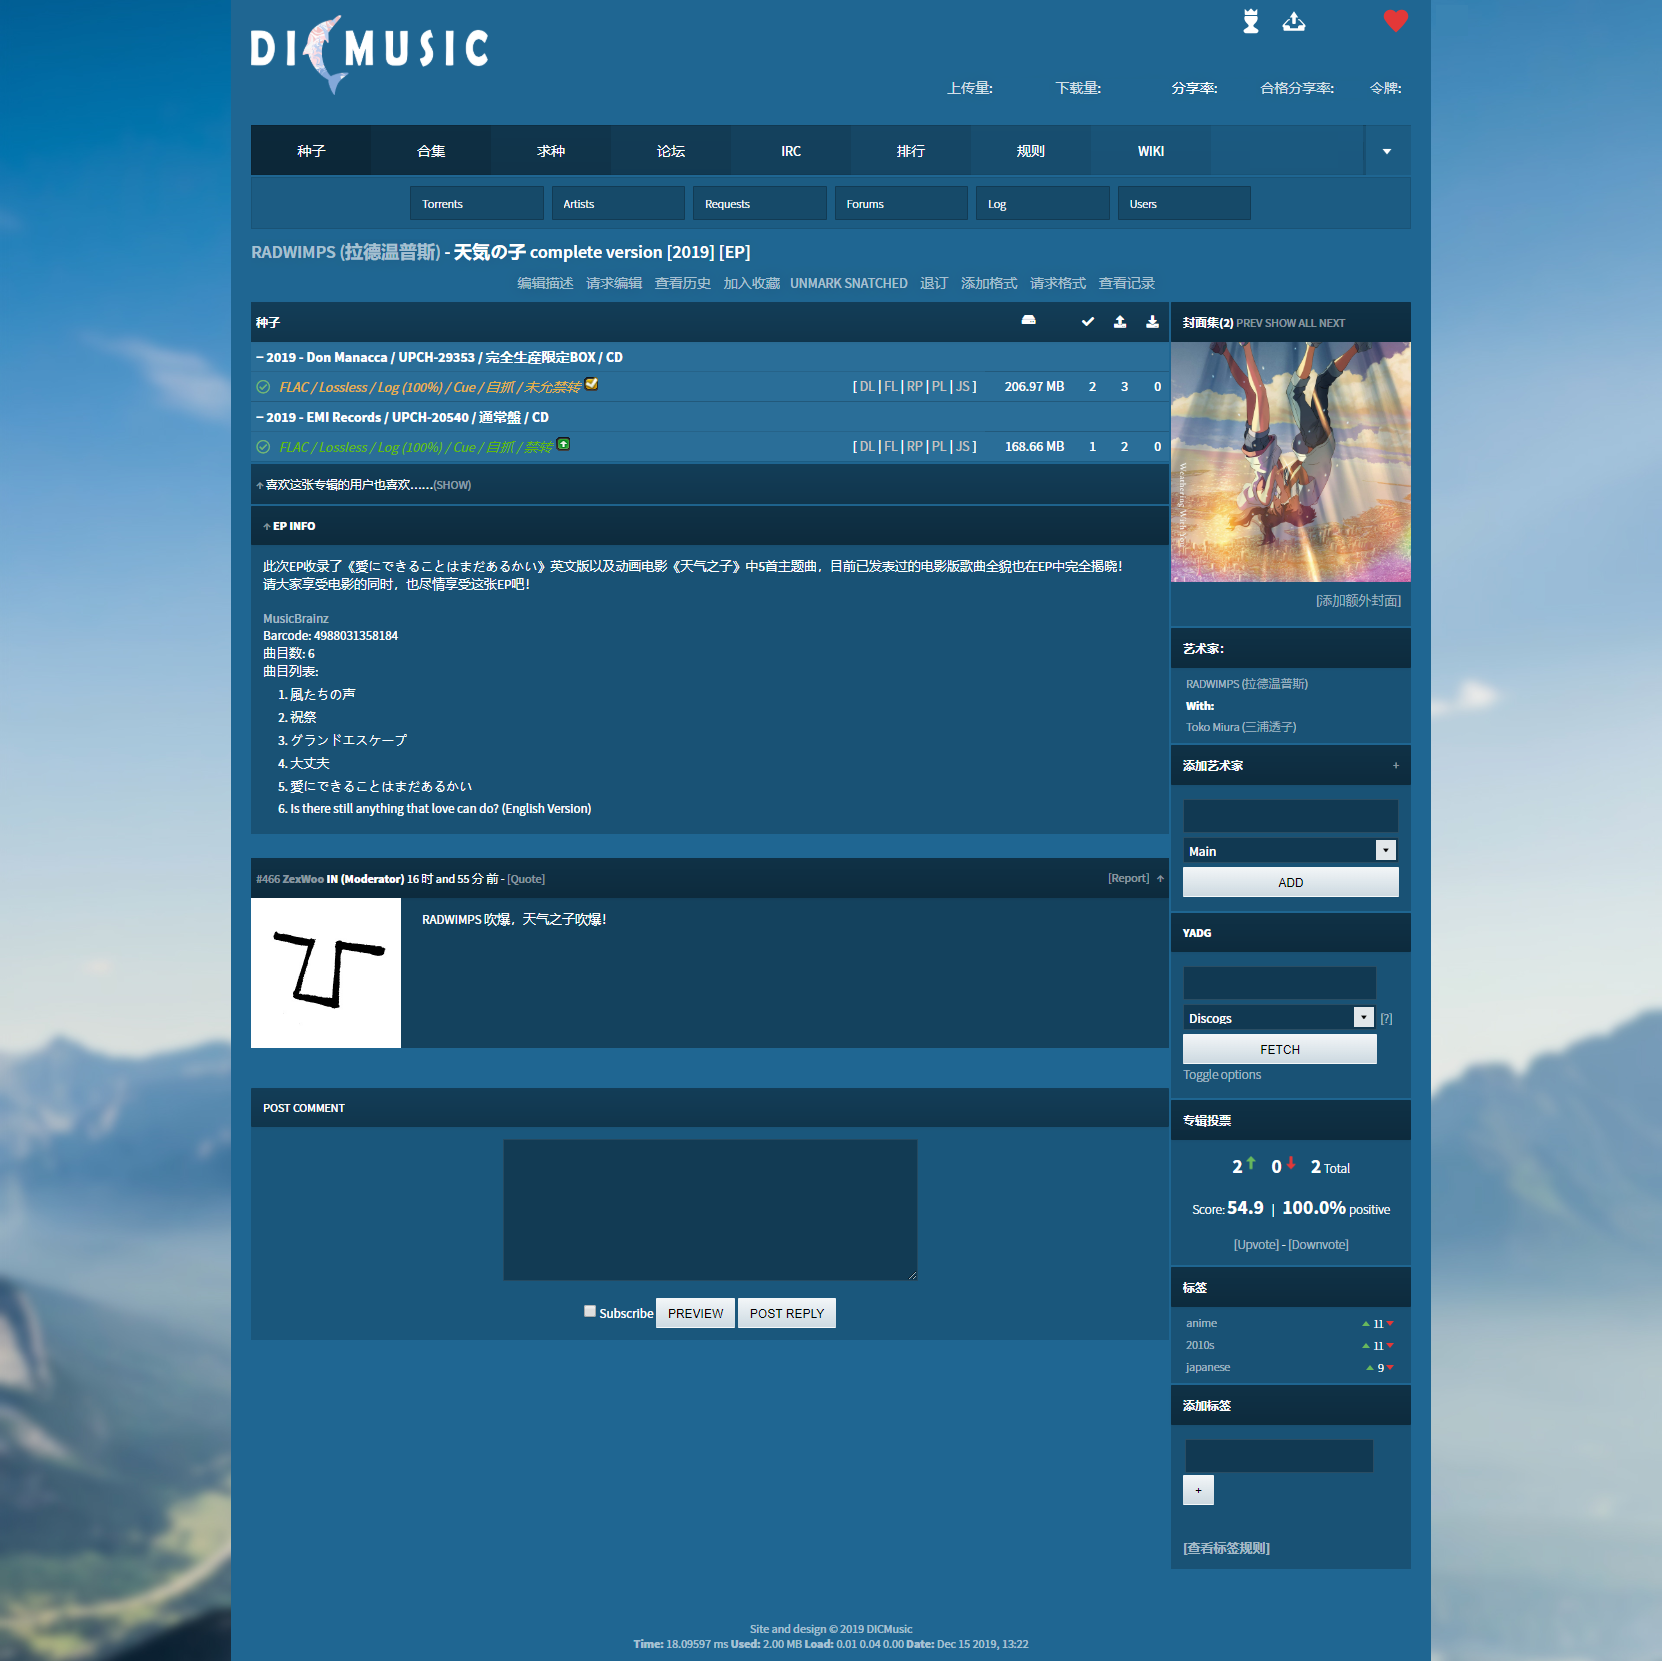 DIC MUSIC
上传量: 下载量: 分享率: 合格分享率: 令牌:
种子 合集 求种 论坛 IRC 排行 规则 WIKI
Torrents Artists Requests Forums Log Users
RADWIMPS (拉德温普斯) - 天気の子 complete version [2019] [EP]
编辑描述 请求编辑 查看历史 加入收藏 UNMARK SNATCHED 退订 添加格式 请求格式 查看记录
种子
− 2019 - Don Manacca / UPCH-29353 / 完全生産限定BOX / CD
FLAC / Lossless / Log (100%) / Cue / 自抓 / 未允禁转 [ DL | FL | RP | PL | JS ] 206.97 MB 2 3 0
− 2019 - EMI Records / UPCH-20540 / 通常盤 / CD
FLAC / Lossless / Log (100%) / Cue / 自抓 / 禁转 [ DL | FL | RP | PL | JS ] 168.66 MB 1 2 0
↑ 喜欢这张专辑的用户也喜欢……(SHOW)
↑ EP INFO
此次EP收录了《愛にできることはまだあるかい》英文版以及动画电影《天气之子》中5首主题曲，目前已发表过的电影版歌曲全貌也在EP中完全揭晓！
请大家享受电影的同时，也尽情享受这张EP吧！
MusicBrainz
Barcode: 4988031358184
曲目数: 6
曲目列表:
1. 風たちの声
2. 祝祭
3. グランドエスケープ
4. 大丈夫
5. 愛にできることはまだあるかい
6. Is there still anything that love can do? (English Version)
#466 ZexWoo IN (Moderator) 16 时 and 55 分 前 - [Quote] [Report] ↑
RADWIMPS 吹爆，天气之子吹爆！
POST COMMENT
Subscribe PREVIEW POST REPLY
封面集(2) PREV SHOW ALL NEXT
Weathering With You
[添加额外封面]
艺术家：
RADWIMPS (拉德温普斯)
With:
Toko Miura (三浦透子)
添加艺术家 +
Main
ADD
YADG
Discogs [?]
FETCH
Toggle options
专辑投票
2 0 2 Total
Score: 54.9 | 100.0% positive
[Upvote] - [Downvote]
标签
anime 11
2010s 11
japanese 9
添加标签
+
[查看标签规则]
Site and design © 2019 DICMusic
Time: 18.09597 ms Used: 2.00 MB Load: 0.01 0.04 0.00 Date: Dec 15 2019, 13:22